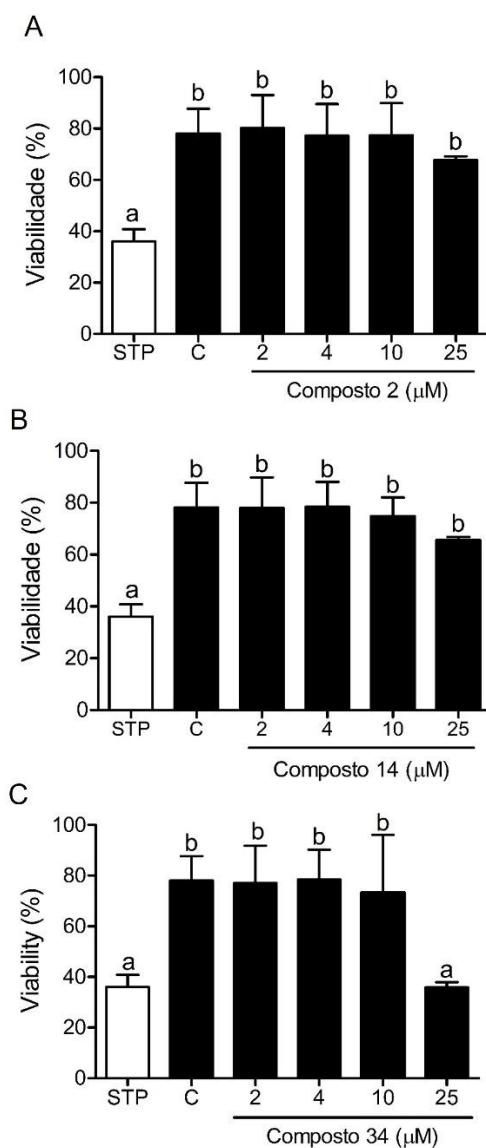 A
Viabilidade (%)
100
80
60
40
20
0
a
b
b
b
b
b
STP
C
2
4
10
25
Composto 2 (µM)
B
Viabilidade (%)
100
80
60
40
20
0
a
b
b
b
b
b
STP
C
2
4
10
25
Composto 14 (µM)
C
Viability (%)
100
80
60
40
20
0
a
b
b
b
b
a
STP
C
2
4
10
25
Composto 34 (µM)